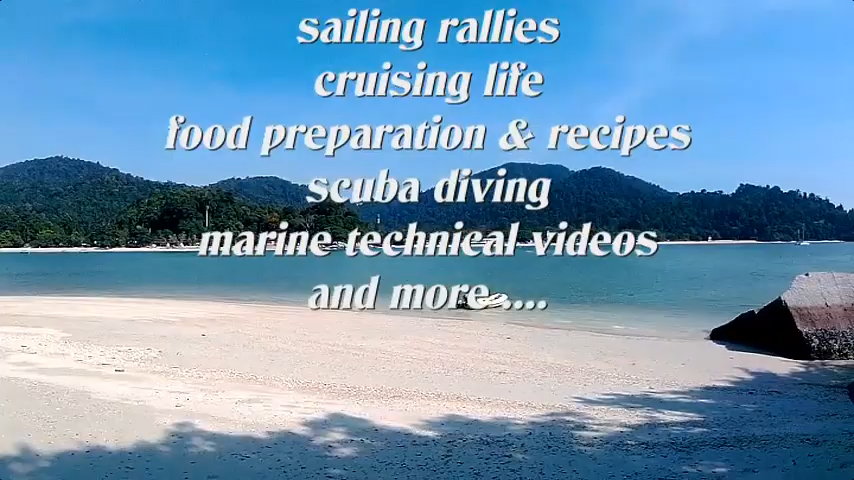 sailing rallies
cruising life
food preparation & recipes
scuba diving
marine technical videos
and more ....